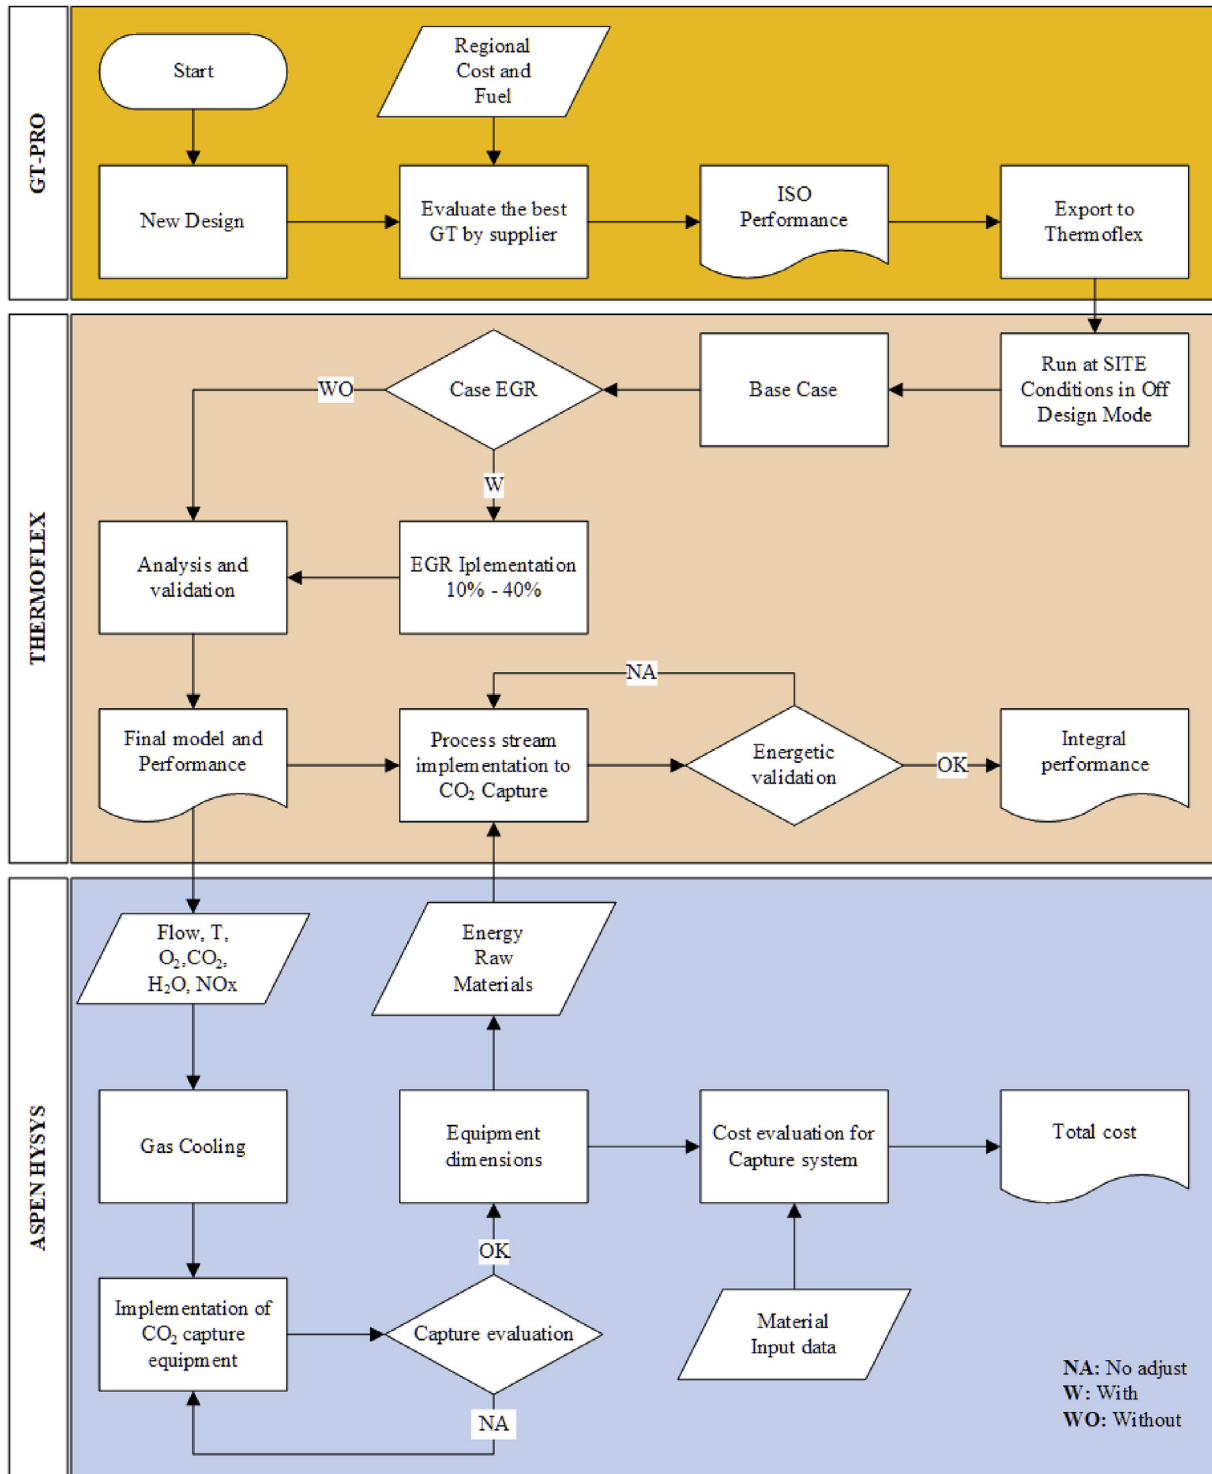 GT-PRO
Start
Regional
Cost and
Fuel
New Design
Evaluate the best
GT by supplier
ISO
Performance
Export to
Thermoflex
THERMOFLEX
WO
Case EGR
Base Case
Run at SITE
Conditions in Off
Design Mode
W
Analysis and
validation
EGR Iplementation
10% - 40%
NA
Final model and
Performance
Process stream
implementation to
CO₂ Capture
Energetic
validation
OK
Integral
performance
ASPEN HYSYS
Flow, T,
O₂,CO₂,
H₂O, NOx
Energy
Raw
Materials
Gas Cooling
Equipment
dimensions
Cost evaluation for
Capture system
Total cost
OK
Implementation of
CO₂ capture
equipment
Capture evaluation
Material
Input data
NA
NA: No adjust
W: With
WO: Without